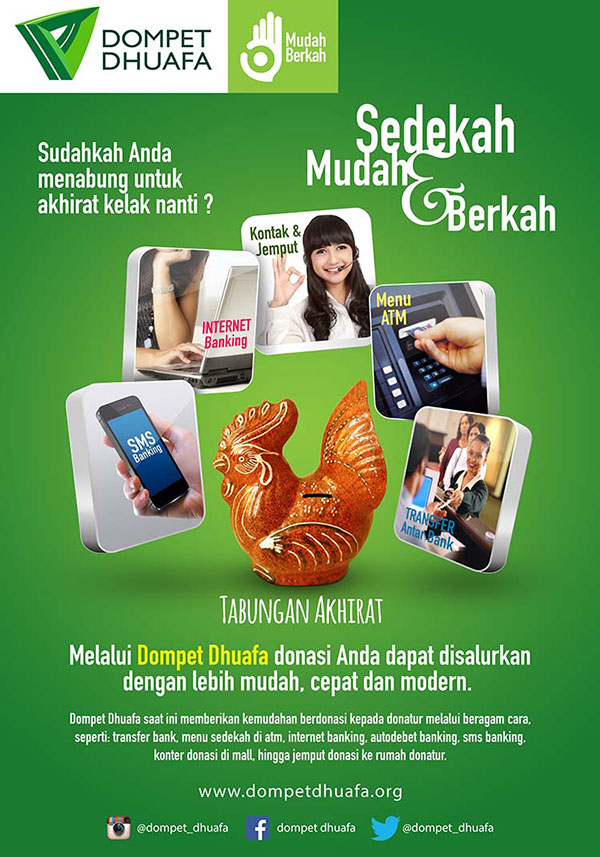 DOMPET
DHUAFA
Mudah
Berkah
Sudahkah Anda
menabung untuk
akhirat kelak nanti ?
Sedekah
Mudah &
Berkah
Kontak &
Jemput
INTERNET
Banking
Menu
ATM
SMS
Banking
TRANSFER
Antar Bank
TABUNGAN AKHIRAT
Melalui Dompet Dhuafa donasi Anda dapat disalurkan
dengan lebih mudah, cepat dan modern.
Dompet Dhuafa saat ini memberikan kemudahan berdonasi kepada donatur melalui beragam cara,
seperti: transfer bank, menu sedekah di atm, internet banking, autodebet banking, sms banking,
konter donasi di mall, hingga jemput donasi ke rumah donatur.
www.dompetdhuafa.org
@dompet_dhuafa
dompet dhuafa
@dompet_dhuafa